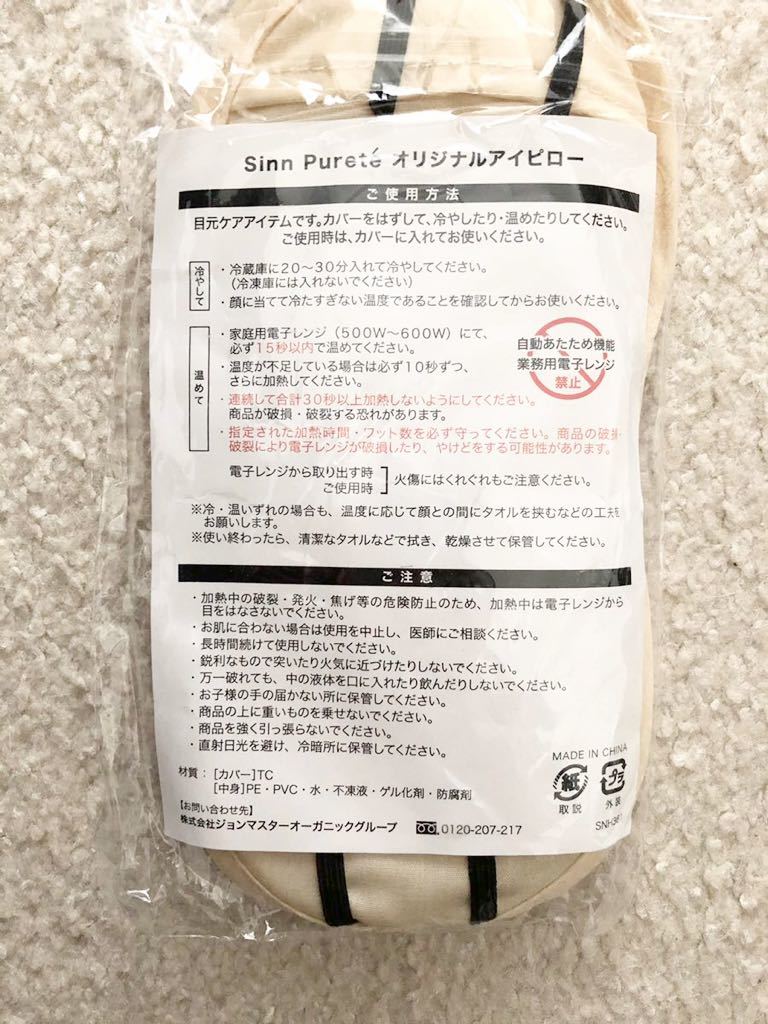 Sinn Pureté オリジナルアイピロー
ご使用方法
目元ケアアイテムです。カバーをはずして、冷やしたり・温めたりしてください。
ご使用時は、カバーに入れてお使いください。
冷やして
・冷蔵庫に20～30分入れて冷やしてください。
（冷凍庫には入れないでください）
・顔に当てて冷たすぎない温度であることを確認してからお使いください。
温めて
・家庭用電子レンジ（500W～600W）にて、
必ず15秒以内で温めてください。
・温度が不足している場合は必ず10秒ずつ、
さらに加熱してください。
自動あたため機能
業務用電子レンジ
禁止
・連続して合計30秒以上加熱しないようにしてください。
商品が破損・破裂する恐れがあります。
・指定された加熱時間・ワット数を必ず守ってください。商品の破損・
破裂により電子レンジが破損したり、やけどをする可能性があります。
電子レンジから取り出す時
ご使用時
火傷にはくれぐれもご注意ください。
※冷・温いずれの場合も、温度に応じて顔との間にタオルを挟むなどの工夫を
お願いします。
※使い終わったら、清潔なタオルなどで拭き、乾燥させて保管してください。
ご注意
・加熱中の破裂・発火・焦げ等の危険防止のため、加熱中は電子レンジから
目をはなさないでください。
・お肌に合わない場合は使用を中止し、医師にご相談ください。
・長時間続けて使用しないでください。
・鋭利なもので突いたり火気に近づけたりしないでください。
・万一破れても、中の液体を口に入れたり飲んだりしないでください。
・お子様の手の届かない所に保管してください。
・商品の上に重いものを乗せないでください。
・商品を強く引っ張らないでください。
・直射日光を避け、冷暗所に保管してください。
材質：[カバー]TC
[中身]PE・PVC・水・不凍液・ゲル化剤・防腐剤
【お問い合わせ先】
株式会社ジョンマスターオーガニックグループ 0120-207-217
MADE IN CHINA
紙 プラ
取説 外装